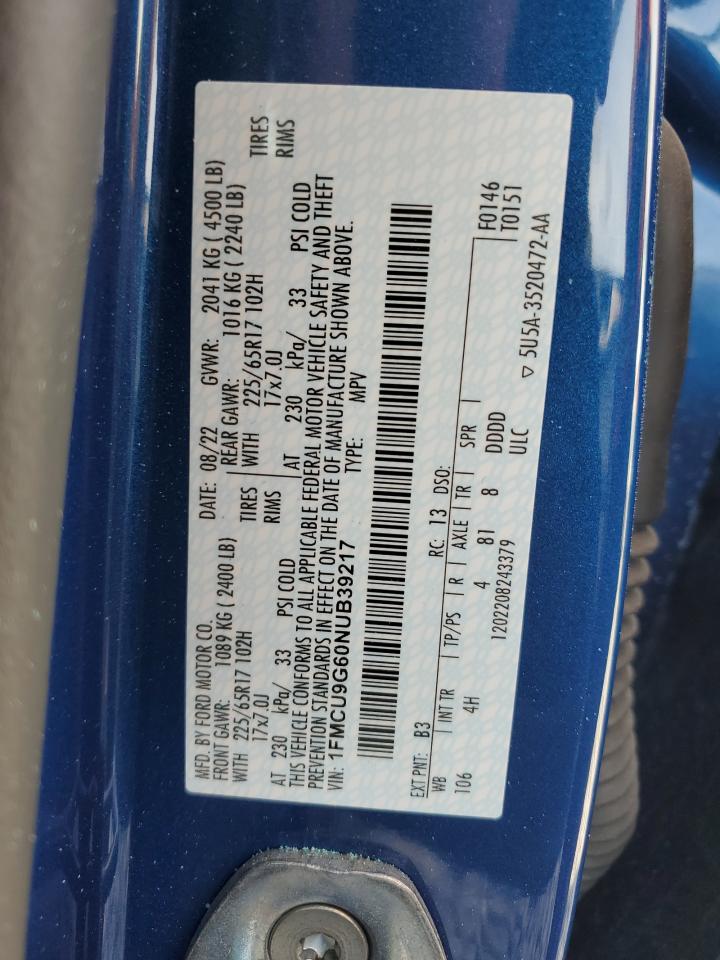 MFD. BY FORD MOTOR CO.
DATE: 08/22 GVWR: 2041 KG ( 4500 LB)
FRONT GAWR: 1089 KG ( 2400 LB)
REAR GAWR: 1016 KG ( 2240 LB)
WITH 225/65R17 102H TIRES
WITH 225/65R17 102H TIRES
17x7.0J RIMS
17x7.0J RIMS
AT 230 kPa/ 33 PSI COLD
AT 230 kPa/ 33 PSI COLD
THIS VEHICLE CONFORMS TO ALL APPLICABLE FEDERAL MOTOR VEHICLE SAFETY AND THEFT
PREVENTION STANDARDS IN EFFECT ON THE DATE OF MANUFACTURE SHOWN ABOVE.
VIN: 1FMCU9G60NUB39217 TYPE: MPV
EXT PNT: B3 RC: 13 DSO:
WB INT TR TP/PS R AXLE TR SPR F0146
106 4H 4 81 8 DDDD T0151
1202208243379 ULC
▽ 5U5A-3520472-AA